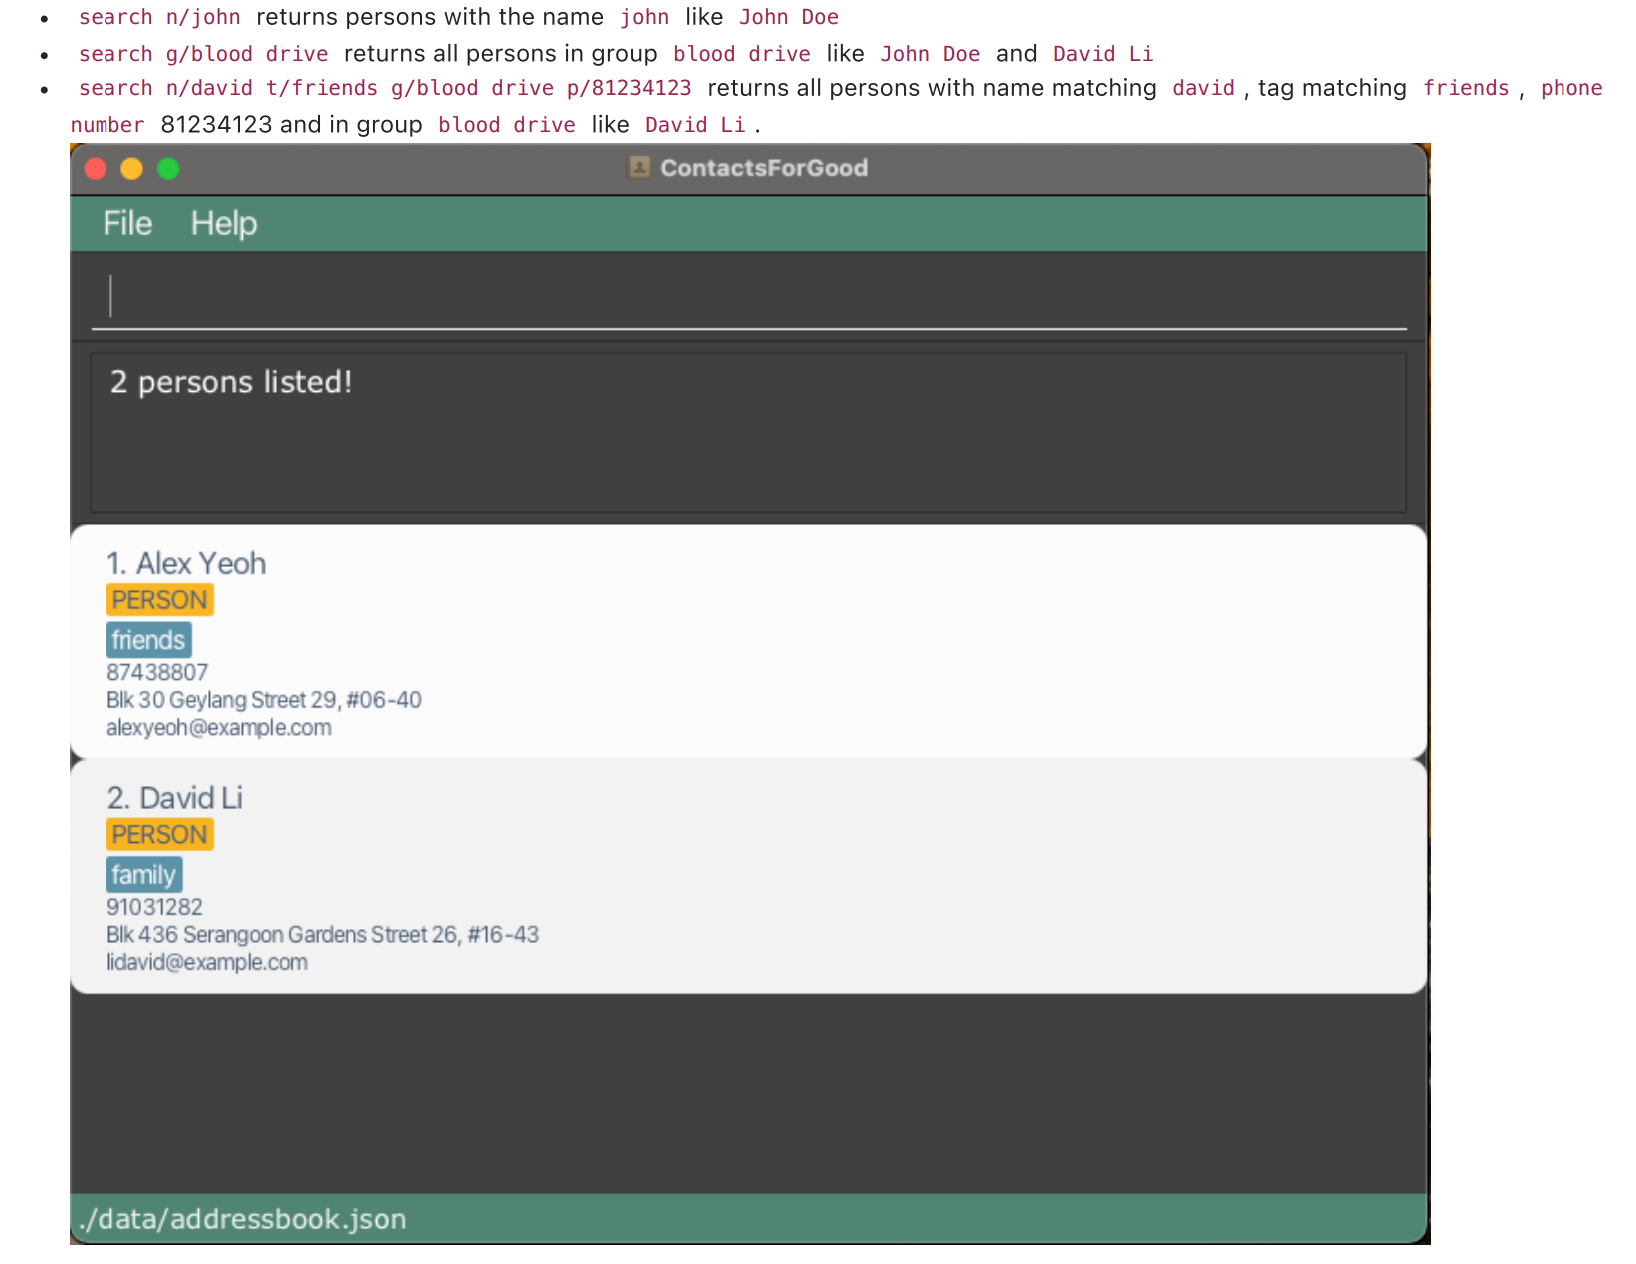 search n/john returns persons with the name john like John Doe
search g/blood drive returns all persons in group blood drive like John Doe and David Li
search n/david t/friends g/blood drive p/81234123 returns all persons with name matching david , tag matching friends , phone
number 81234123 and in group blood drive like David Li .
ContactsForGood
File Help
2 persons listed!
1. Alex Yeoh
PERSON
friends
87438807
Blk 30 Geylang Street 29, #06-40
alexyeoh@example.com
2. David Li
PERSON
family
91031282
Blk 436 Serangoon Gardens Street 26, #16-43
lidavid@example.com
./data/addressbook.json